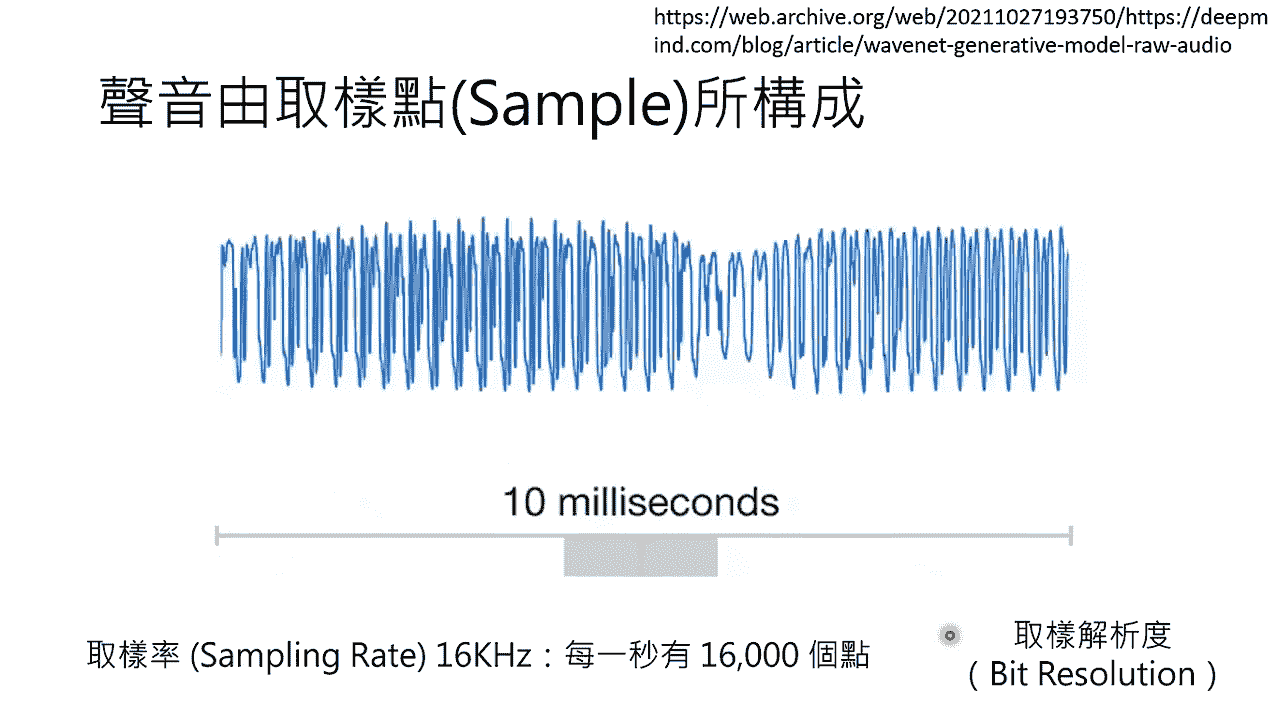 https://web.archive.org/web/20211027193750/https://deepm
ind.com/blog/article/wavenet-generative-model-raw-audio
聲音由取樣點(Sample)所構成
10 milliseconds
取樣率 (Sampling Rate) 16KHz：每一秒有 16,000 個點
取樣解析度
( Bit Resolution )